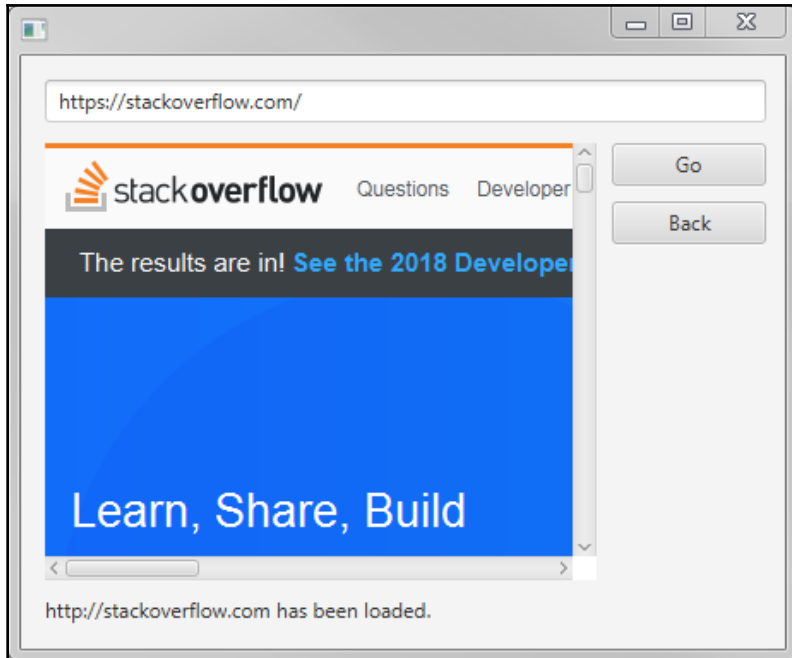 https://stackoverflow.com/
stackoverflow Questions Developer
Go
Back
The results are in! See the 2018 Developer
Learn, Share, Build
http://stackoverflow.com has been loaded.